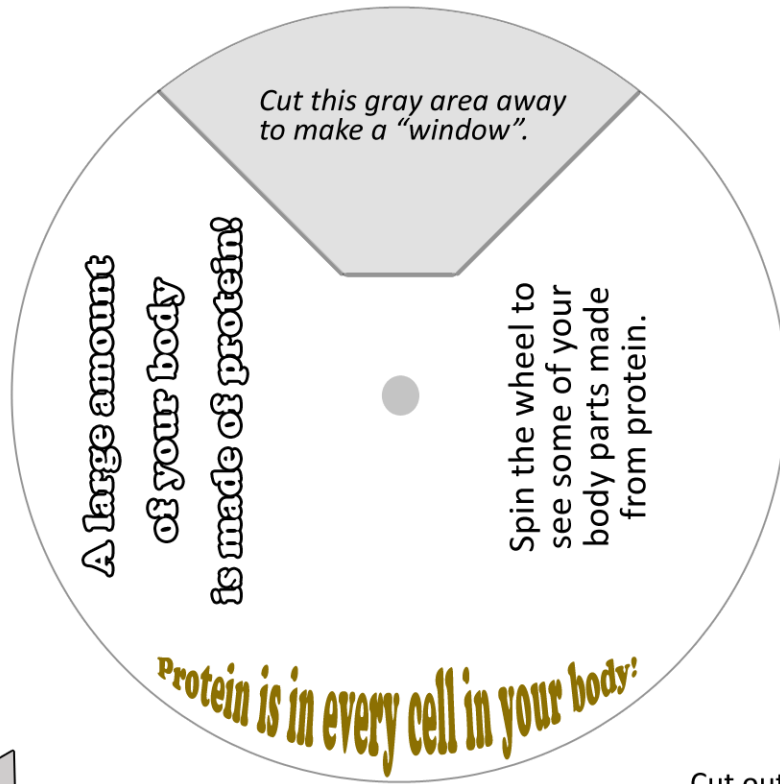 Cut this gray area away
to make a “window”.
A large amount
of your body
is made of protein!
Spin the wheel to
see some of your
body parts made
from protein.
Protein is in every cell in your body!
Cut out